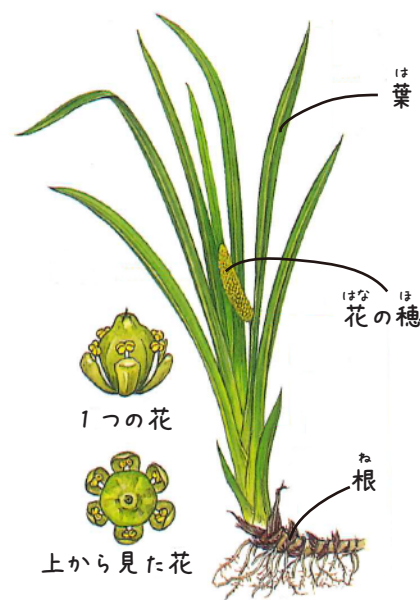 は
葉
はな ほ
花の穂
1つの花
ね
根
上から見た花